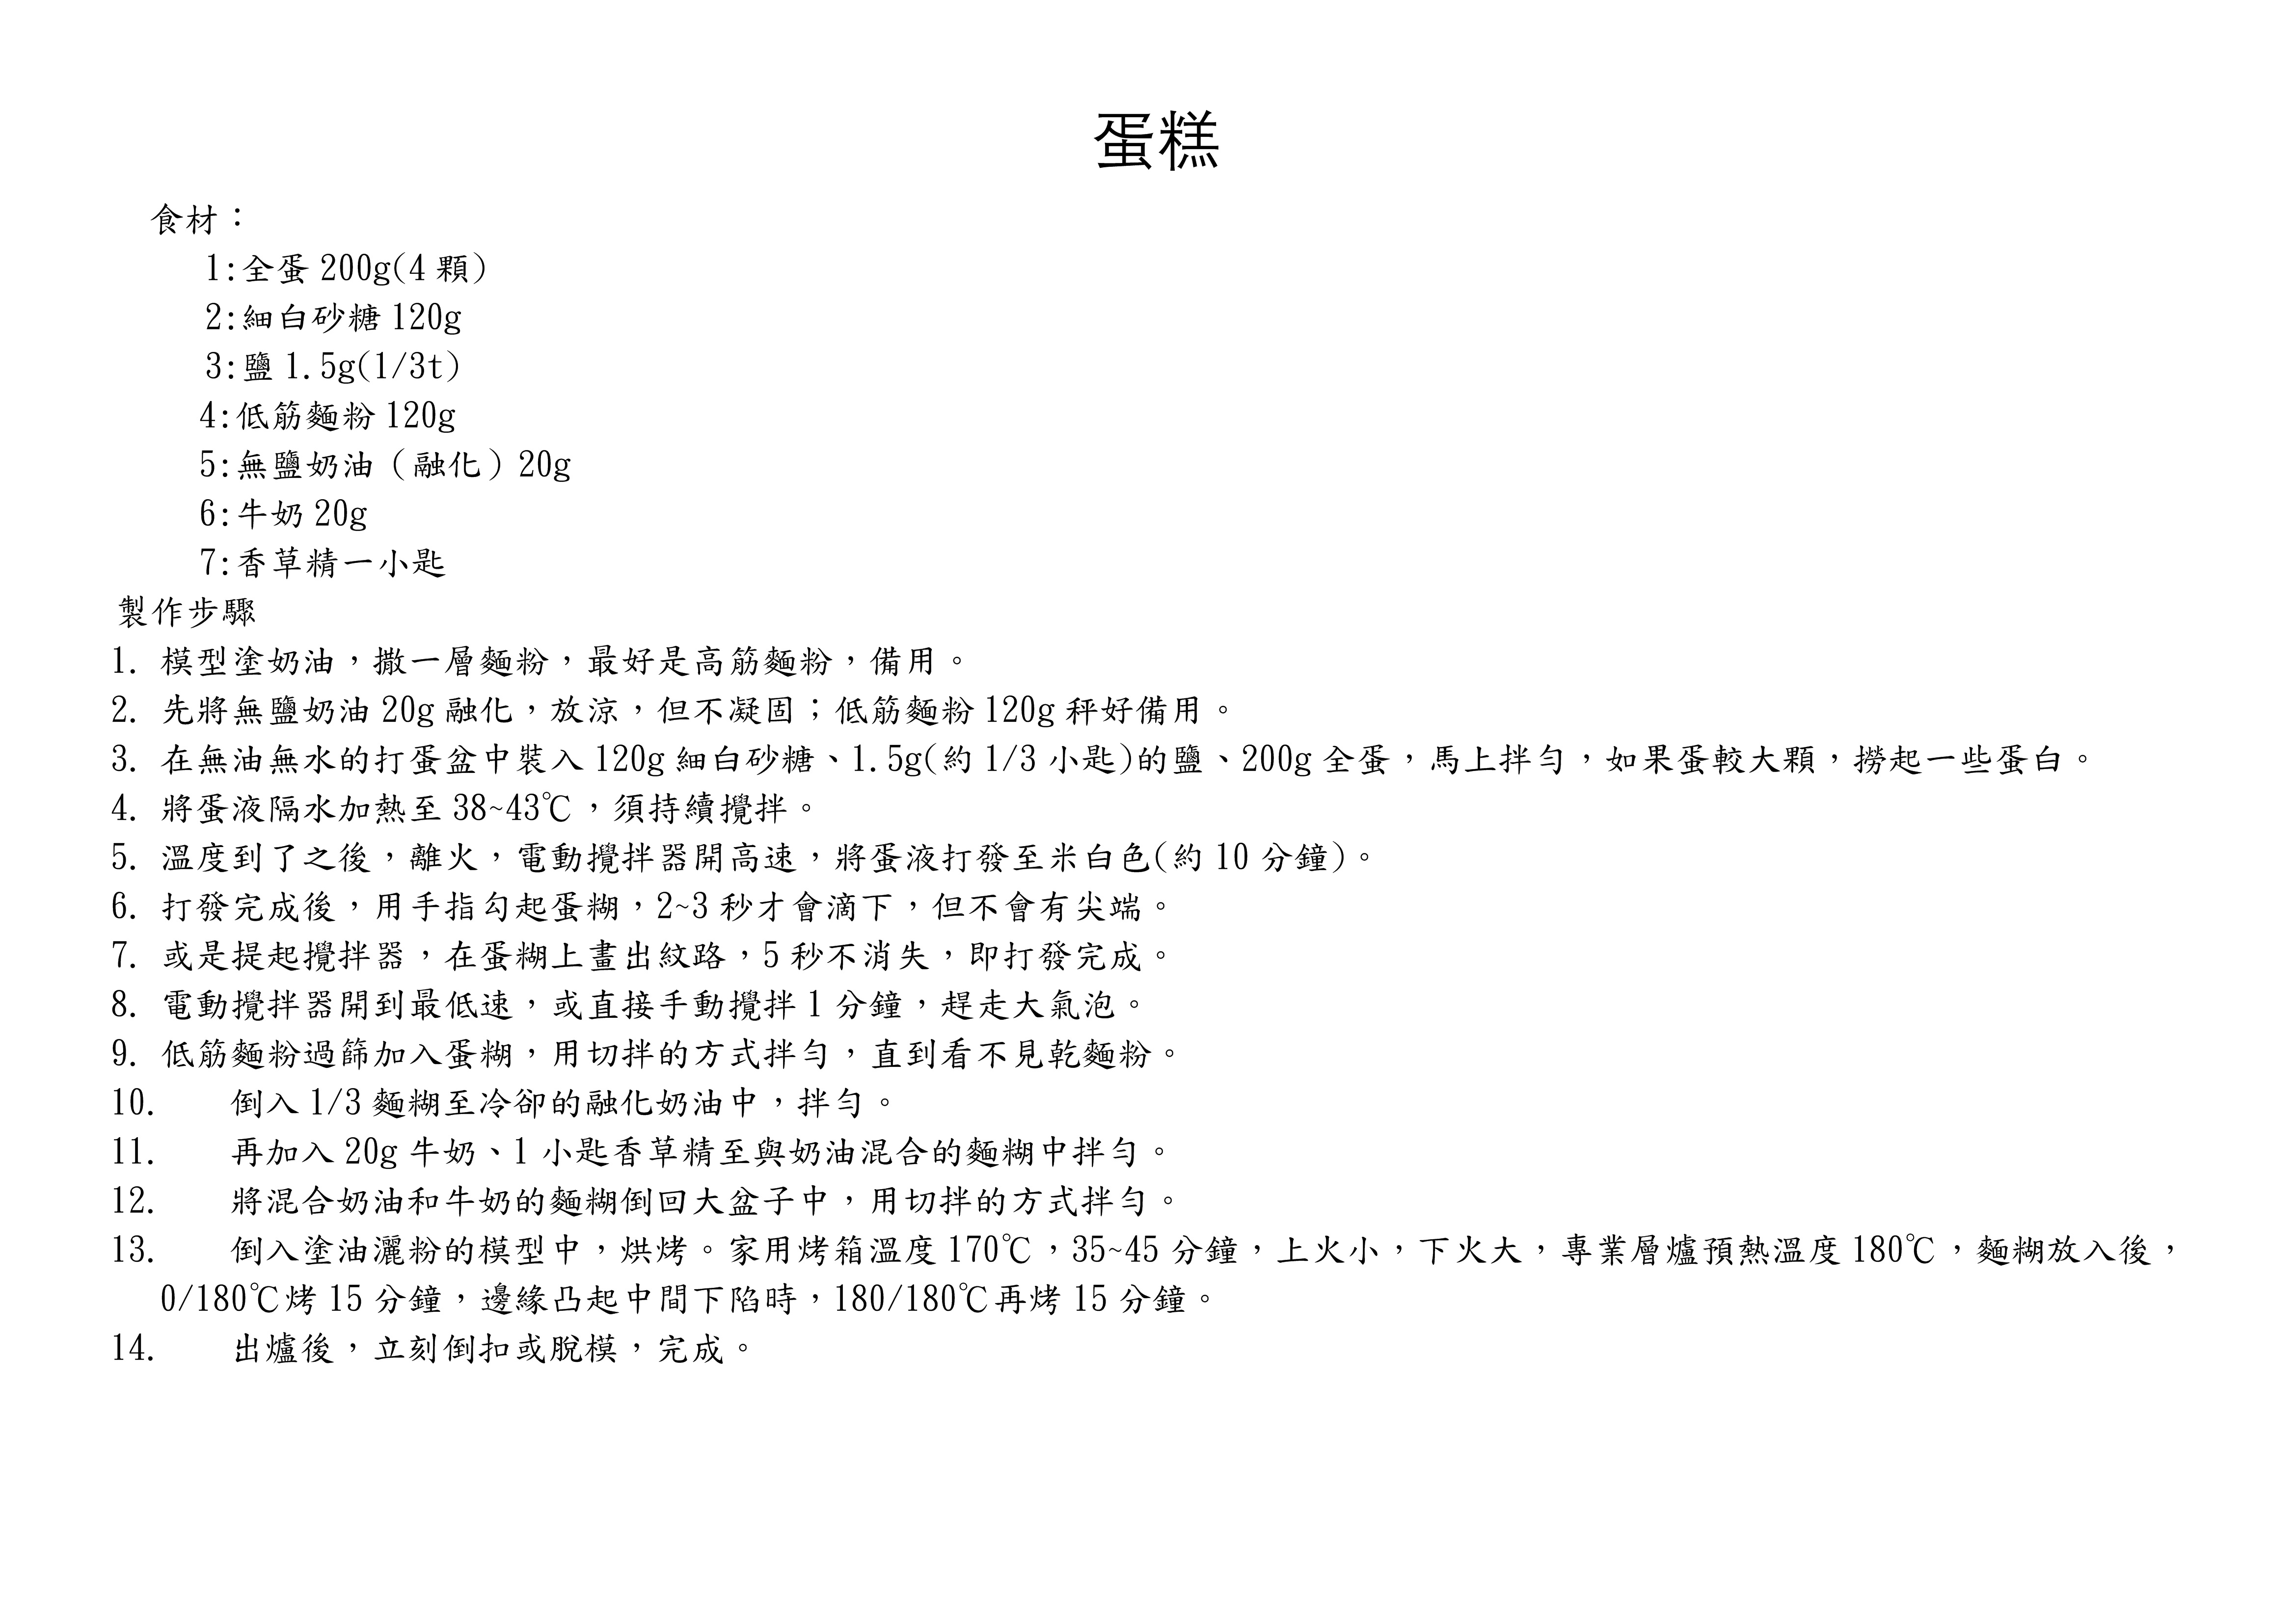 蛋糕
食材：
1:全蛋 200g(4 顆)
2:細白砂糖 120g
3:鹽 1.5g(1/3t)
4:低筋麵粉 120g
5:無鹽奶油（融化）20g
6:牛奶 20g
7:香草精一小匙
製作步驟
1. 模型塗奶油，撒一層麵粉，最好是高筋麵粉，備用。
2. 先將無鹽奶油 20g 融化，放涼，但不凝固；低筋麵粉 120g 秤好備用。
3. 在無油無水的打蛋盆中裝入 120g 細白砂糖、1.5g(約 1/3 小匙)的鹽、200g 全蛋，馬上拌勻，如果蛋較大顆，撈起一些蛋白。
4. 將蛋液隔水加熱至 38~43℃，須持續攪拌。
5. 溫度到了之後，離火，電動攪拌器開高速，將蛋液打發至米白色(約 10 分鐘)。
6. 打發完成後，用手指勾起蛋糊，2~3 秒才會滴下，但不會有尖端。
7. 或是提起攪拌器，在蛋糊上畫出紋路，5 秒不消失，即打發完成。
8. 電動攪拌器開到最低速，或直接手動攪拌 1 分鐘，趕走大氣泡。
9. 低筋麵粉過篩加入蛋糊，用切拌的方式拌勻，直到看不見乾麵粉。
10. 倒入 1/3 麵糊至冷卻的融化奶油中，拌勻。
11. 再加入 20g 牛奶、1 小匙香草精至與奶油混合的麵糊中拌勻。
12. 將混合奶油和牛奶的麵糊倒回大盆子中，用切拌的方式拌勻。
13. 倒入塗油灑粉的模型中，烘烤。家用烤箱溫度 170℃，35~45 分鐘，上火小，下火大，專業層爐預熱溫度 180℃，麵糊放入後，
0/180℃烤 15 分鐘，邊緣凸起中間下陷時，180/180℃再烤 15 分鐘。
14. 出爐後，立刻倒扣或脫模，完成。